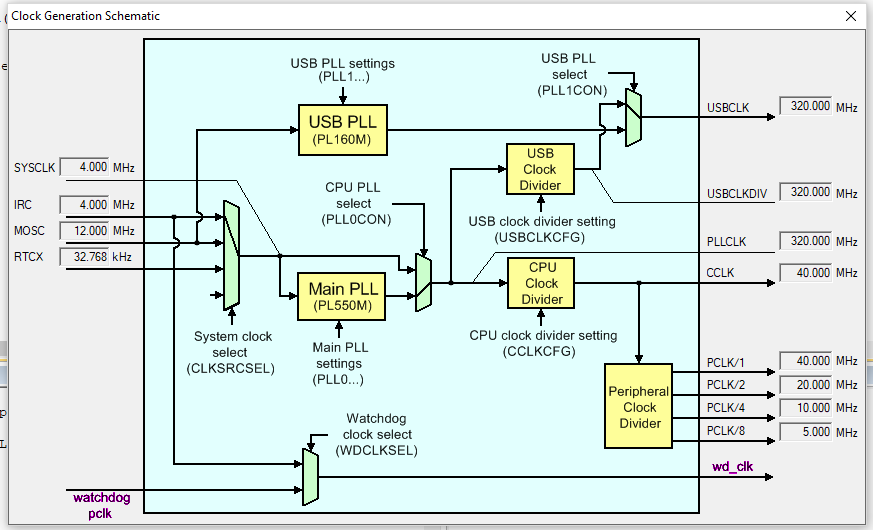 Clock Generation Schematic
USB PLL settings
(PLL1...)
USB PLL
select
(PLL1CON)
USB PLL
(PL160M)
USBCLK 320.000 MHz
SYSCLK 4.000 MHz
USB
Clock
Divider
CPU PLL
select
(PLL0CON)
USBCLKDIV 320.000 MHz
IRC 4.000 MHz
MOSC 12.000 MHz
RTCX 32.768 kHz
USB clock divider setting
(USBCLKCFG)
PLLCLK 320.000 MHz
CPU
Clock
Divider
CCLK 40.000 MHz
Main PLL
(PL550M)
System clock
select
(CLKSRCSEL)
Main PLL
settings
(PLL0...)
CPU clock divider setting
(CCLKCFG)
Peripheral
Clock
Divider
PCLK/1 40.000 MHz
PCLK/2 20.000 MHz
PCLK/4 10.000 MHz
PCLK/8 5.000 MHz
Watchdog
clock select
(WDCLKSEL)
wd_clk
watchdog
pclk